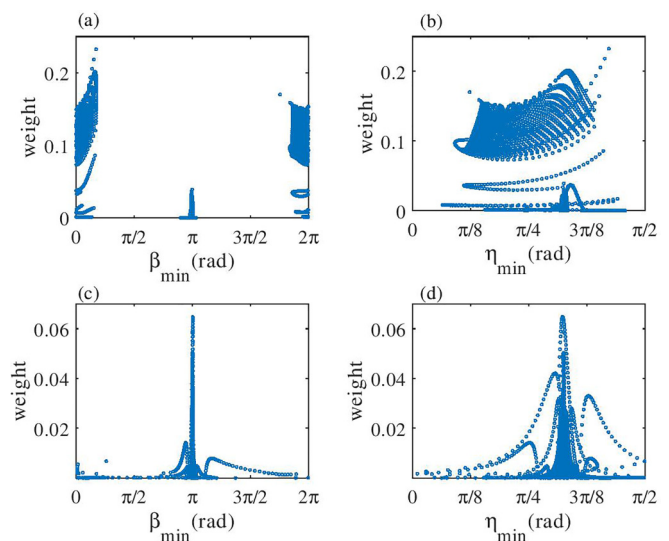 (a)
(b)
0.2
0.1
0
weight
0 π/2 π 3π/2 2π
β_min (rad)
0.2
0.1
0
weight
0 π/8 π/4 3π/8 π/2
η_min (rad)
(c)
(d)
0.06
0.04
0.02
weight
0 π/2 π 3π/2 2π
β_min (rad)
0.06
0.04
0.02
weight
0 π/8 π/4 3π/8 π/2
η_min (rad)